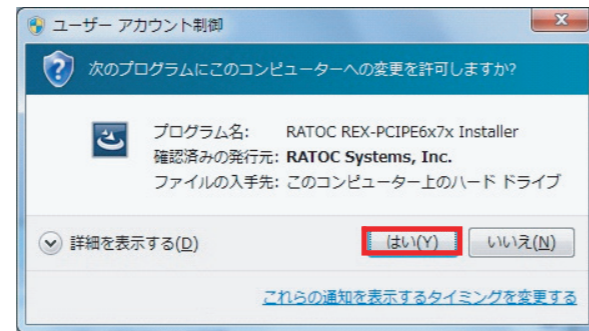 ユーザー アカウント制御
次のプログラムにこのコンピューターへの変更を許可しますか?
プログラム名: RATOC REX-PCIPE6x7x Installer
確認済みの発行元: RATOC Systems, Inc.
ファイルの入手先: このコンピューター上のハード ドライブ
詳細を表示する(D) はい(Y) いいえ(N)
これらの通知を表示するタイミングを変更する